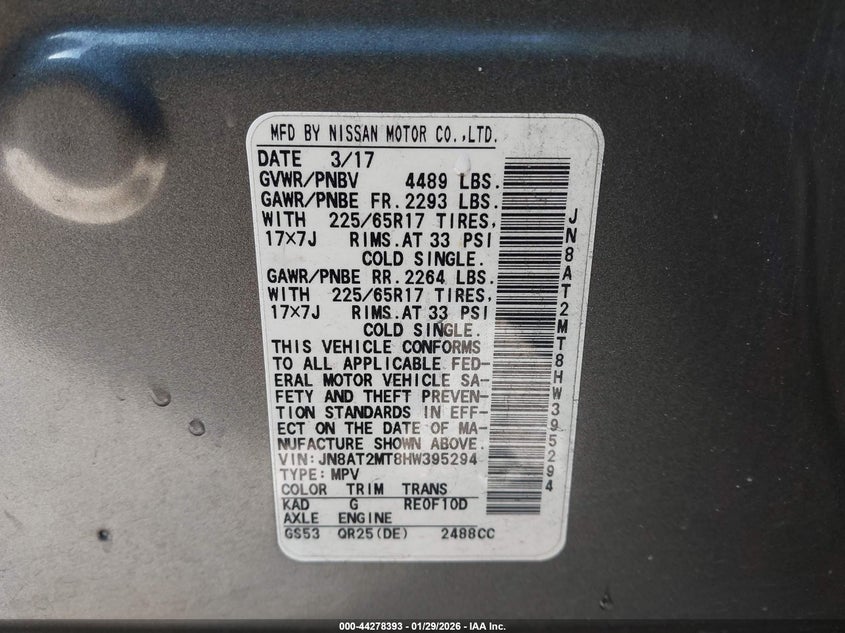 MFD BY NISSAN MOTOR CO.,LTD.
DATE 3/17
GVWR/PNBV 4489 LBS.
GAWR/PNBE FR. 2293 LBS.
WITH 225/65R17 TIRES,
17×7J RIMS.AT 33 PSI
COLD SINGLE.
GAWR/PNBE RR. 2264 LBS.
WITH 225/65R17 TIRES,
17×7J RIMS.AT 33 PSI
COLD SINGLE.
THIS VEHICLE CONFORMS
TO ALL APPLICABLE FED-
ERAL MOTOR VEHICLE SA-
FETY AND THEFT PREVEN-
TION STANDARDS IN EFF-
ECT ON THE DATE OF MA-
NUFACTURE SHOWN ABOVE.
VIN: JN8AT2MT8HW395294
TYPE: MPV
COLOR TRIM TRANS
KAD G RE0F10D
AXLE ENGINE
GS53 QR25(DE) 2488CC
JN8AT2MT8HW395294
000-44278393 - 01/29/2026 - IAA Inc.